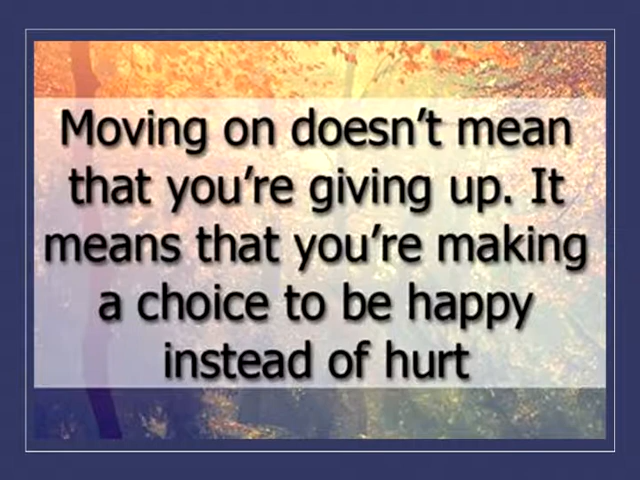 Moving on doesn’t mean
that you’re giving up. It
means that you’re making
a choice to be happy
instead of hurt